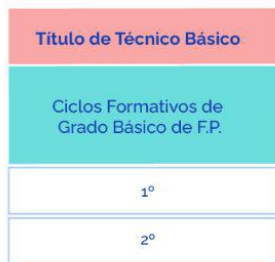 Título de Técnico Básico
Ciclos Formativos de
Grado Básico de F.P.
1º
2º